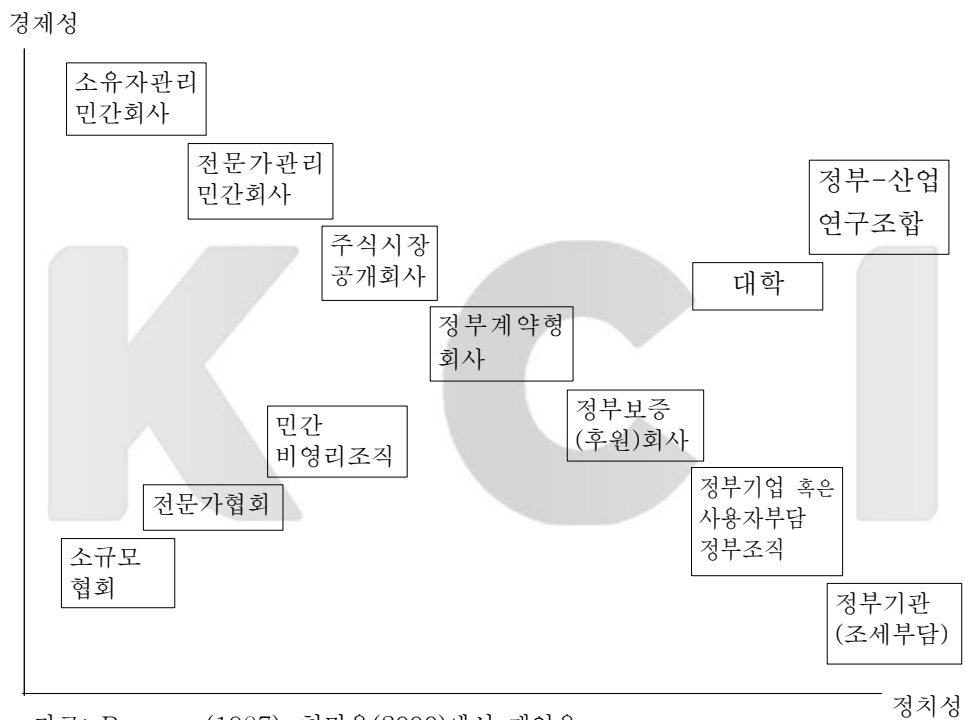 경제성
소유자관리
민간회사
전문가관리
민간회사
정부-산업
연구조합
주식시장
공개회사
대학
정부계약형
회사
정부보증
(후원)회사
민간
비영리조직
정부기업 혹은
사용자부담
정부조직
전문가협회
소규모
협회
정부기관
(조세부담)
정치성
KCI